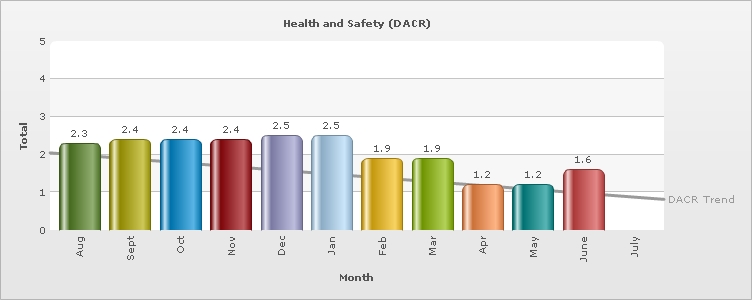 Health and Safety (DACR)
Total
5
4
3
2
1
0
2.3
2.4
2.4
2.4
2.5
2.5
1.9
1.9
1.2
1.2
1.6
DACR Trend
Aug
Sept
Oct
Nov
Dec
Jan
Feb
Mar
Apr
May
June
July
Month